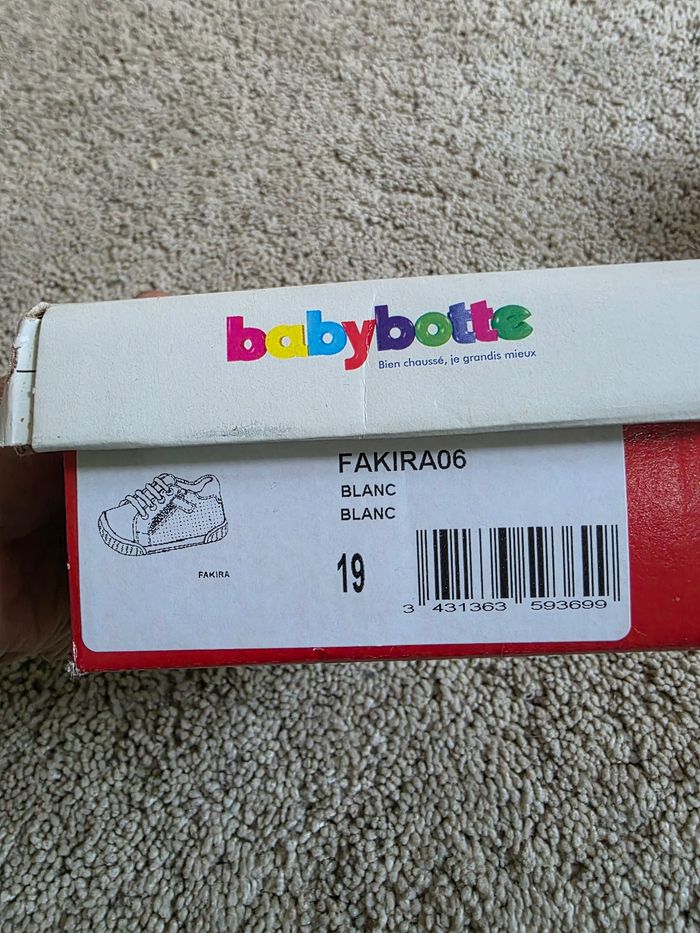 babybotte
Bien chaussé, je grandis mieux
FAKIRA06
BLANC
BLANC
FAKIRA
19
3 431363 593699